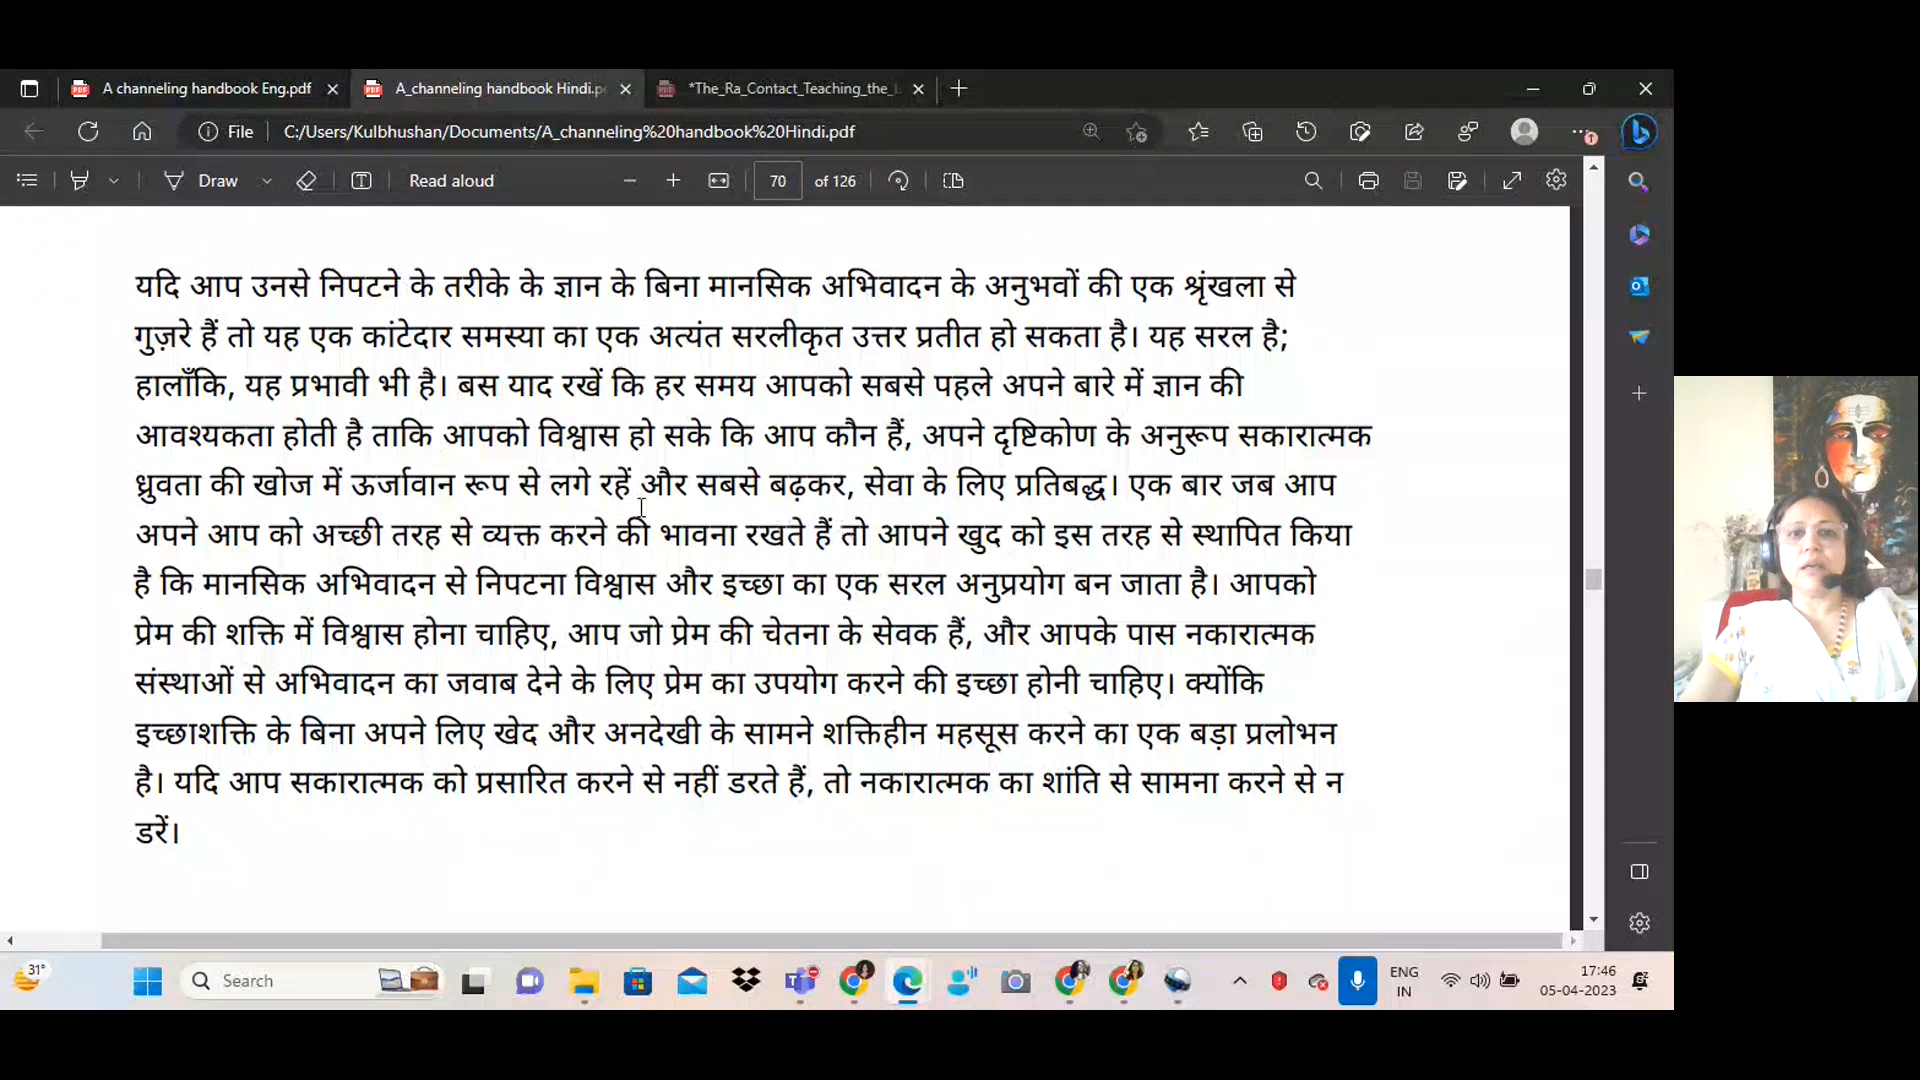 A channeling handbook Eng.pdf
A_channeling handbook Hindi.p
*The_Ra_Contact_Teaching_the_
File
C:/Users/Kulbhushan/Documents/A_channeling%20handbook%20Hindi.pdf
Draw
Read aloud
70
of 126
यदि आप उनसे निपटने के तरीके के ज्ञान के बिना मानसिक अभिवादन के अनुभवों की एक श्रृंखला से
गुज़रे हैं तो यह एक कांटेदार समस्या का एक अत्यंत सरलीकृत उत्तर प्रतीत हो सकता है। यह सरल है;
हालाँकि, यह प्रभावी भी है। बस याद रखें कि हर समय आपको सबसे पहले अपने बारे में ज्ञान की
आवश्यकता होती है ताकि आपको विश्वास हो सके कि आप कौन हैं, अपने दृष्टिकोण के अनुरूप सकारात्मक
ध्रुवता की खोज में ऊर्जावान रूप से लगे रहें और सबसे बढ़कर, सेवा के लिए प्रतिबद्ध। एक बार जब आप
अपने आप को अच्छी तरह से व्यक्त करने की भावना रखते हैं तो आपने खुद को इस तरह से स्थापित किया
है कि मानसिक अभिवादन से निपटना विश्वास और इच्छा का एक सरल अनुप्रयोग बन जाता है। आपको
प्रेम की शक्ति में विश्वास होना चाहिए, आप जो प्रेम की चेतना के सेवक हैं, और आपके पास नकारात्मक
संस्थाओं से अभिवादन का जवाब देने के लिए प्रेम का उपयोग करने की इच्छा होनी चाहिए। क्योंकि
इच्छाशक्ति के बिना अपने लिए खेद और अनदेखी के सामने शक्तिहीन महसूस करने का एक बड़ा प्रलोभन
है। यदि आप सकारात्मक को प्रसारित करने से नहीं डरते हैं, तो नकारात्मक का शांति से सामना करने से न
डरें।
31°
Search
ENG
IN
17:46
05-04-2023